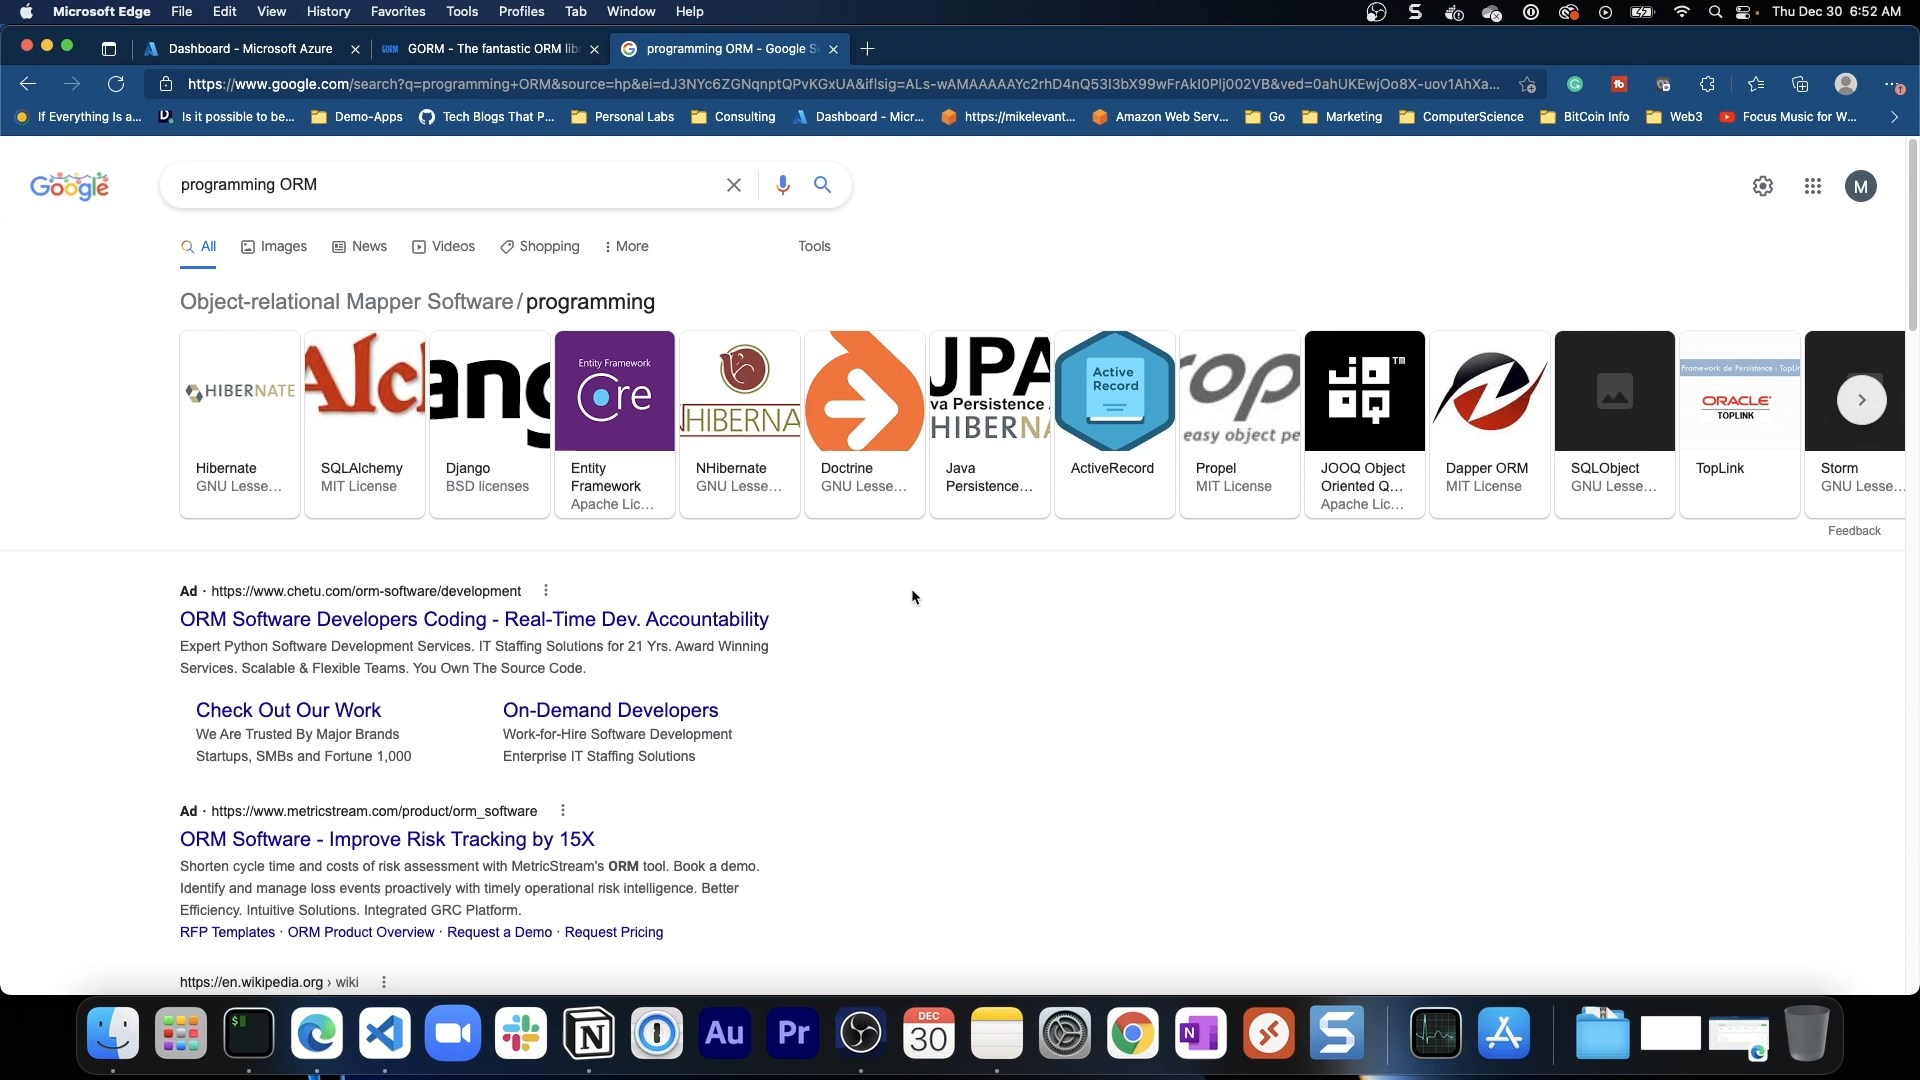 Microsoft Edge File Edit View History Favorites Tools Profiles Tab Window Help Thu Dec 30 6:52 AM
Dashboard - Microsoft Azure GORM - The fantastic ORM lib programming ORM - Google S
https://www.google.com/search?q=programming+ORM&source=hp&ei=dJ3NYc6ZGNqnptQPvKGxUA&iflsig=ALs-wAMAAAAAYc2rhD4nQ53I3bX99wFrAkI0Plj002VB&ved=0ahUKEwjOo8X-uov1AhXa...
If Everything Is a... Is it possible to be... Demo-Apps Tech Blogs That P... Personal Labs Consulting Dashboard - Micr... https://mikelevant... Amazon Web Serv... Go Marketing ComputerScience BitCoin Info Web3 Focus Music for W...
Google programming ORM M
All Images News Videos Shopping More Tools
Object-relational Mapper Software / programming
HIBERNATE
Alc
ang
Entity Framework
Core
NHIBERNA
JPA
va Persistence
HIBERNA
Active
Record
rop
easy object pe
JOOQ™
Framework de Persistence : TopLin
ORACLE
TOPLINK
Hibernate
GNU Lesse...
SQLAlchemy
MIT License
Django
BSD licenses
Entity
Framework
Apache Lic...
NHibernate
GNU Lesse...
Doctrine
GNU Lesse...
Java
Persistence...
ActiveRecord
Propel
MIT License
JOOQ Object
Oriented Q...
Apache Lic...
Dapper ORM
MIT License
SQLObject
GNU Lesse...
TopLink
Storm
GNU Lesse...
Feedback
Ad · https://www.chetu.com/orm-software/development
ORM Software Developers Coding - Real-Time Dev. Accountability
Expert Python Software Development Services. IT Staffing Solutions for 21 Yrs. Award Winning
Services. Scalable & Flexible Teams. You Own The Source Code.
Check Out Our Work
We Are Trusted By Major Brands
Startups, SMBs and Fortune 1,000
On-Demand Developers
Work-for-Hire Software Development
Enterprise IT Staffing Solutions
Ad · https://www.metricstream.com/product/orm_software
ORM Software - Improve Risk Tracking by 15X
Shorten cycle time and costs of risk assessment with MetricStream's ORM tool. Book a demo.
Identify and manage loss events proactively with timely operational risk intelligence. Better
Efficiency. Intuitive Solutions. Integrated GRC Platform.
RFP Templates · ORM Product Overview · Request a Demo · Request Pricing
https://en.wikipedia.org › wiki
$
N
Au
Pr
DEC
30
N
S